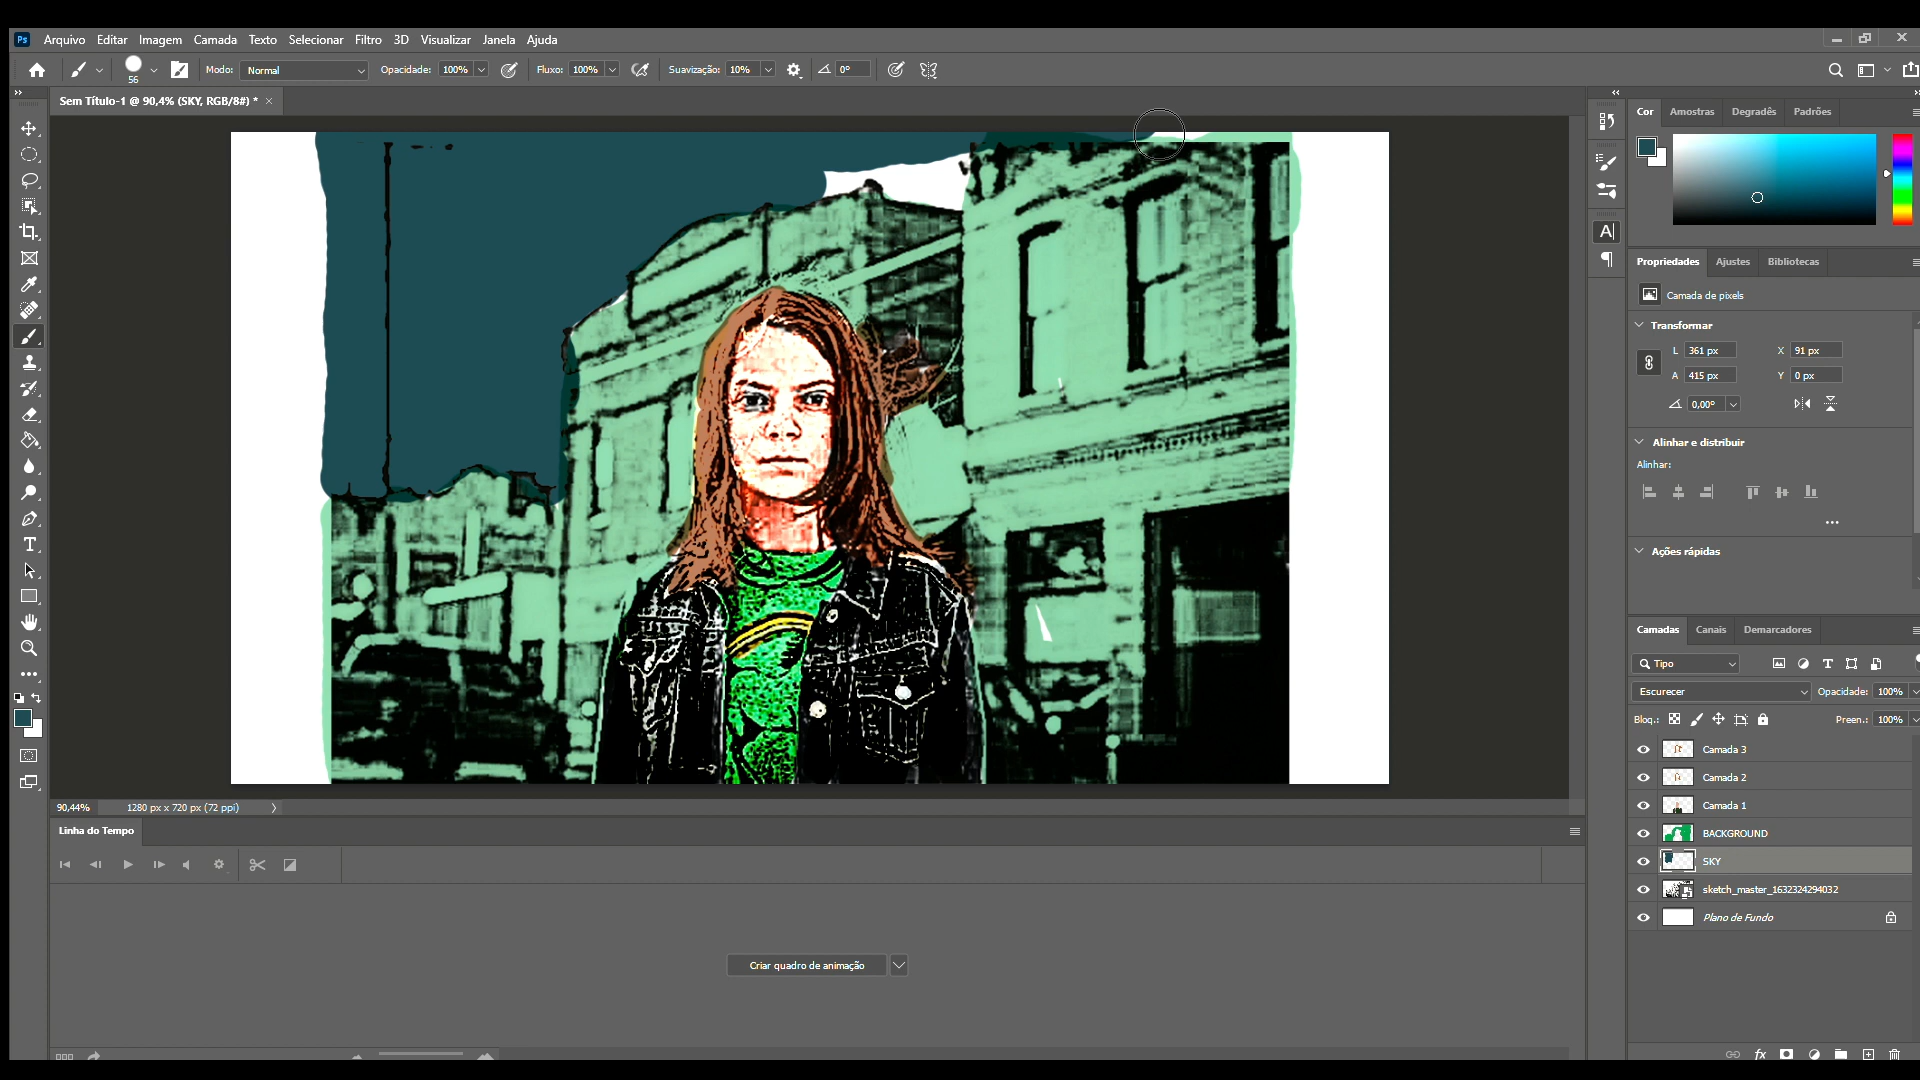 Ps Arquivo Editar Imagem Camada Texto Selecionar Filtro 3D Visualizar Janela Ajuda
56 Modo: Normal Opacidade: 100% Fluxo: 100% Suavização: 10% 0°
Sem Título-1 @ 90,4% (SKY, RGB/8#) *
Cor Amostras Degradês Padrões
Propriedades Ajustes Bibliotecas
Camada de pixels
Transformar
L 361 px X 91 px
A 415 px Y 0 px
0,00°
Alinhar e distribuir
Alinhar:
Ações rápidas
Camadas Canais Demarcadores
Tipo
Escurecer Opacidade: 100%
Bloq.: Preen.: 100%
Camada 3
Camada 2
Camada 1
BACKGROUND
SKY
sketch_master_1632324294032
Plano de Fundo
fx
90,44% 1280 px x 720 px (72 ppi)
Linha do Tempo
Criar quadro de animação